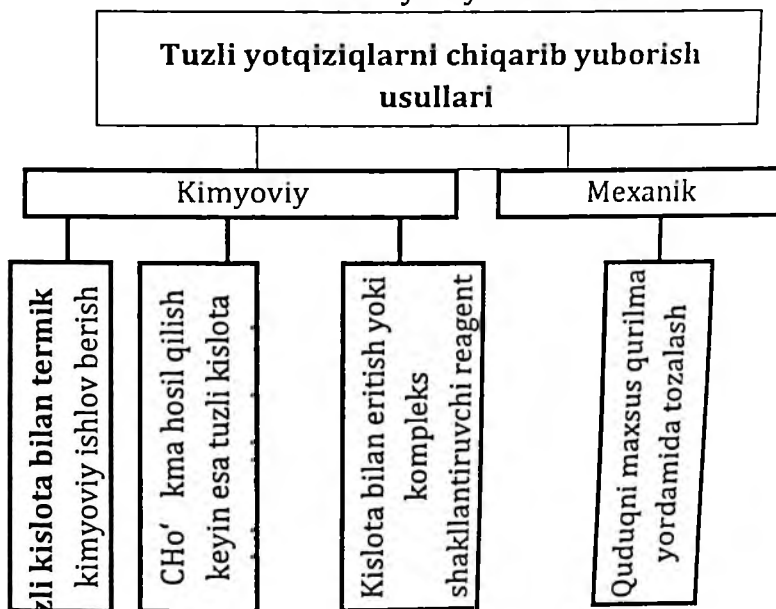 Tuzli yotqiziqlarni chiqarib yuborish
usullari
Kimyoviy
Mexanik
zli kislota bilan termik
kimyoviy ishlov berish
CHo' kma hosil qilish
keyin esa tuzli kislota
Kislota bilan eritish yoki
kompleks
shakllantiruvchi reagent
Quduqni maxsus qurilma
yordamida tozalash